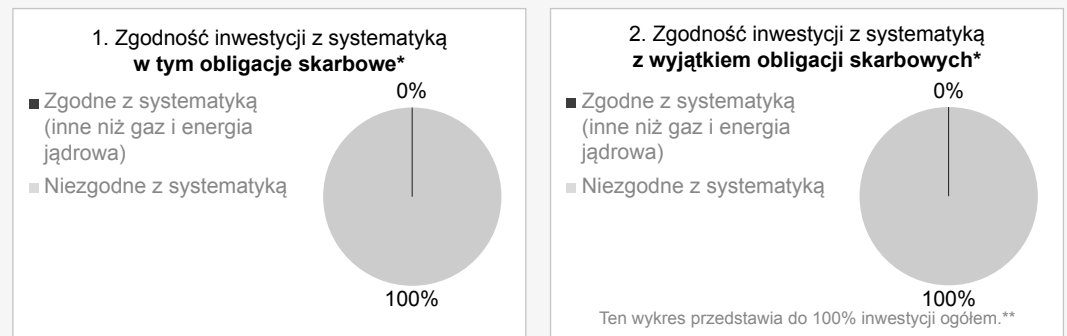 1. Zgodność inwestycji z systematyką
w tym obligacje skarbowe*
Zgodne z systematyką
(inne niż gaz i energia
jądrowa)
Niezgodne z systematyką
0%
100%
2. Zgodność inwestycji z systematyką
z wyjątkiem obligacji skarbowych*
Zgodne z systematyką
(inne niż gaz i energia
jądrowa)
Niezgodne z systematyką
0%
100%
Ten wykres przedstawia do 100% inwestycji ogółem.**